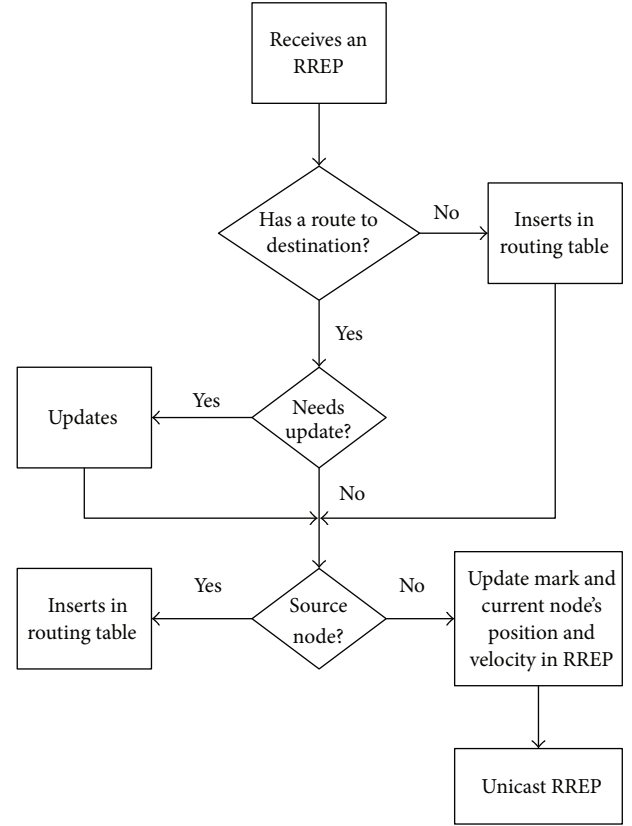 Receives an
RREP
Has a route to
destination?
No
Inserts in
routing table
Yes
Updates
Yes
Needs
update?
No
Inserts in
routing table
Yes
Source
node?
No
Update mark and
current node's
position and
velocity in RREP
Unicast RREP